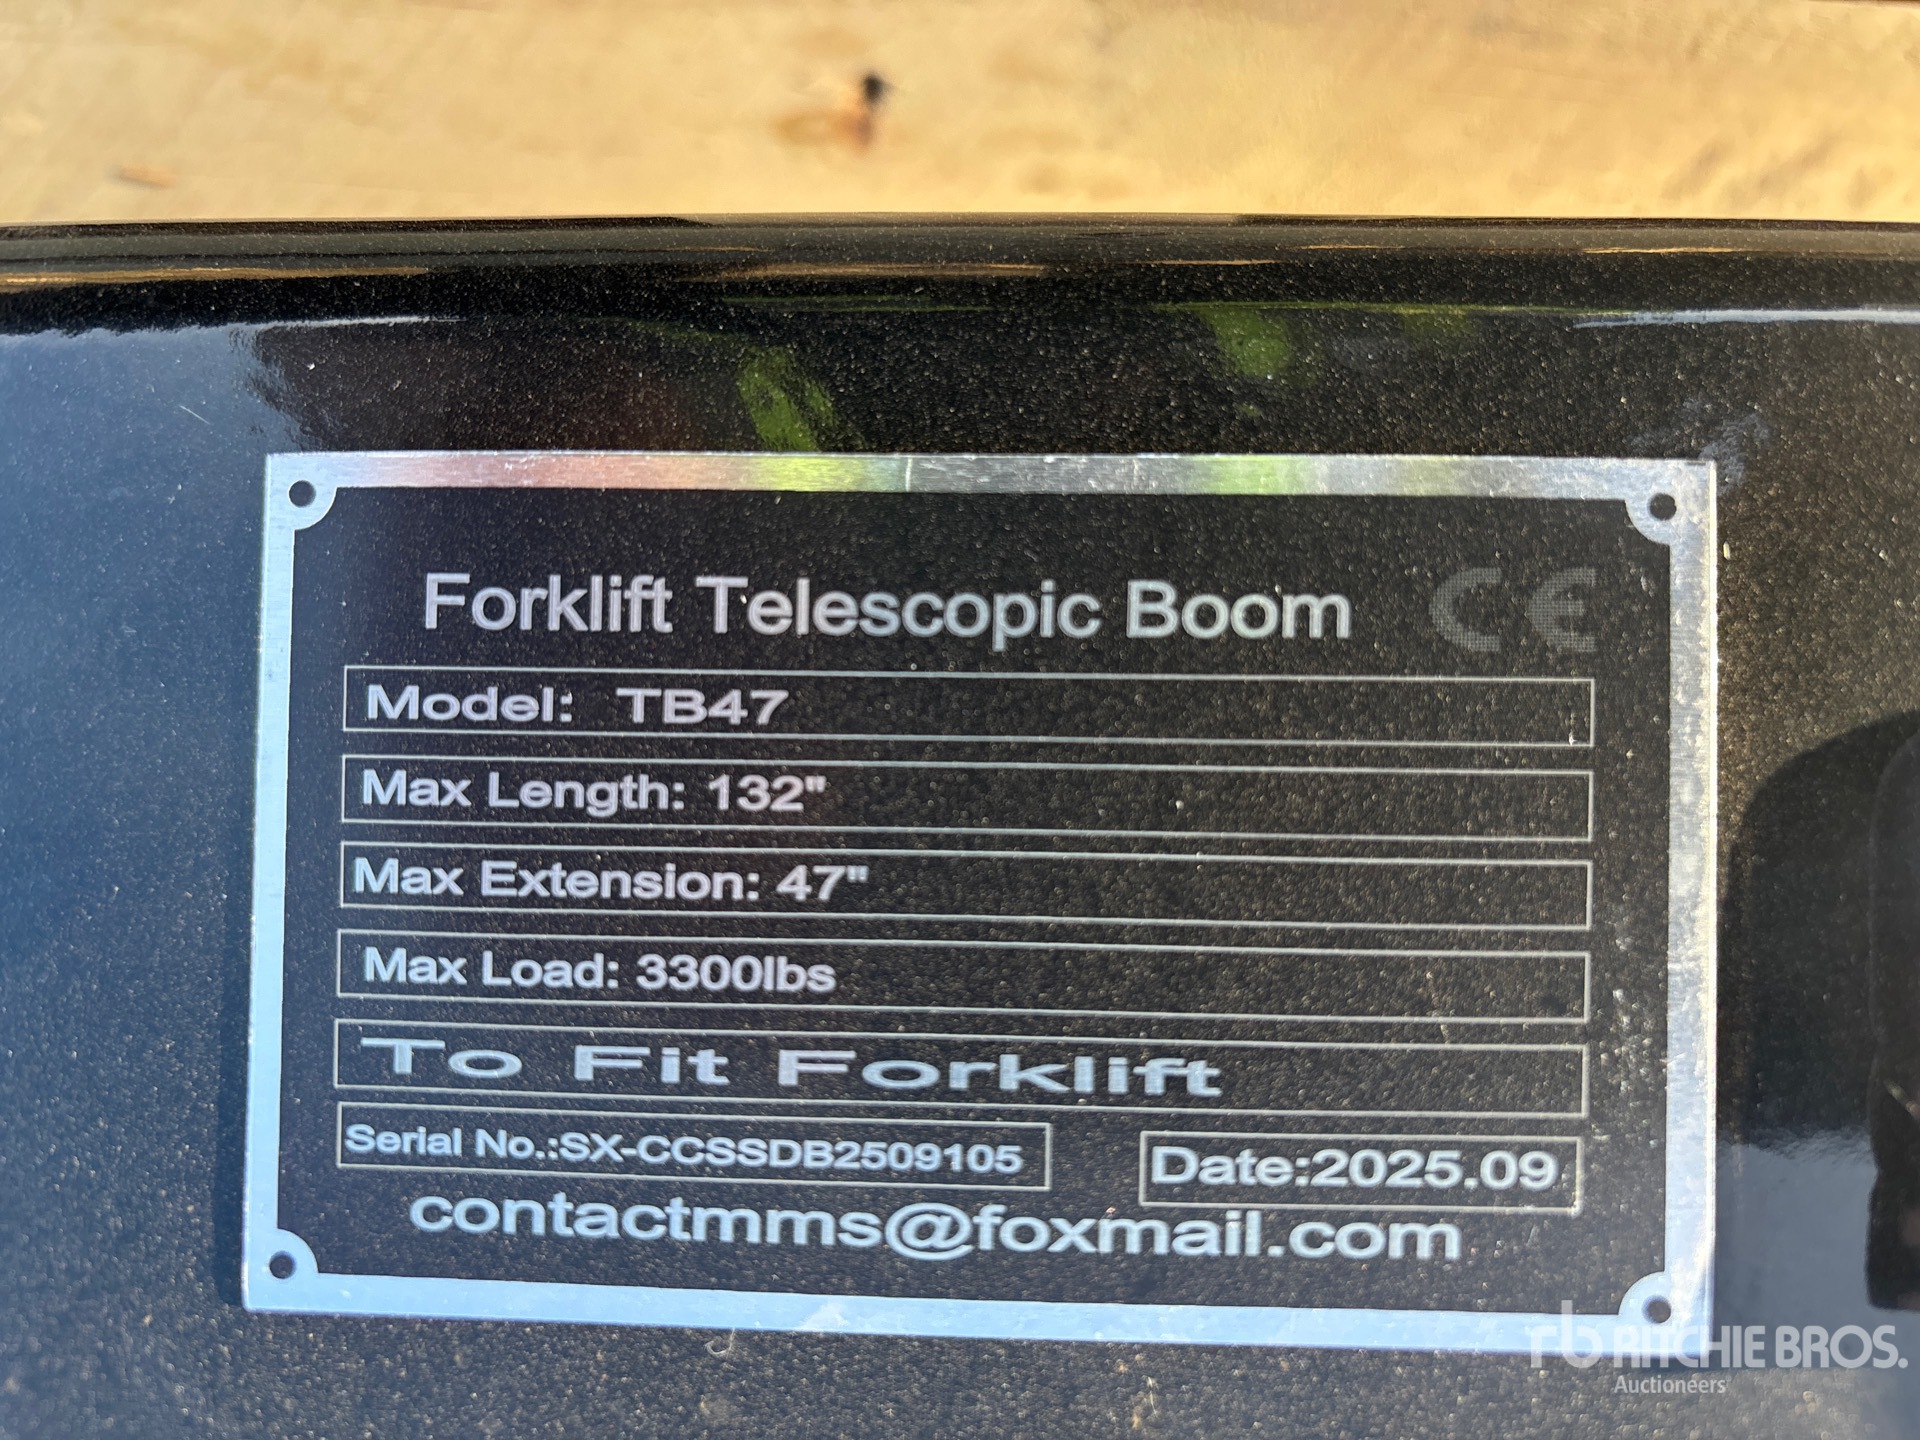 Forklift Telescopic Boom CE
Model: TB47
Max Length: 132"
Max Extension: 47"
Max Load: 3300lbs
To Fit Forklift
Serial No.:SX-CCSSDB2509105 Date:2025.09
contactmms@foxmail.com
rb RITCHIE BROS.
Auctioneers